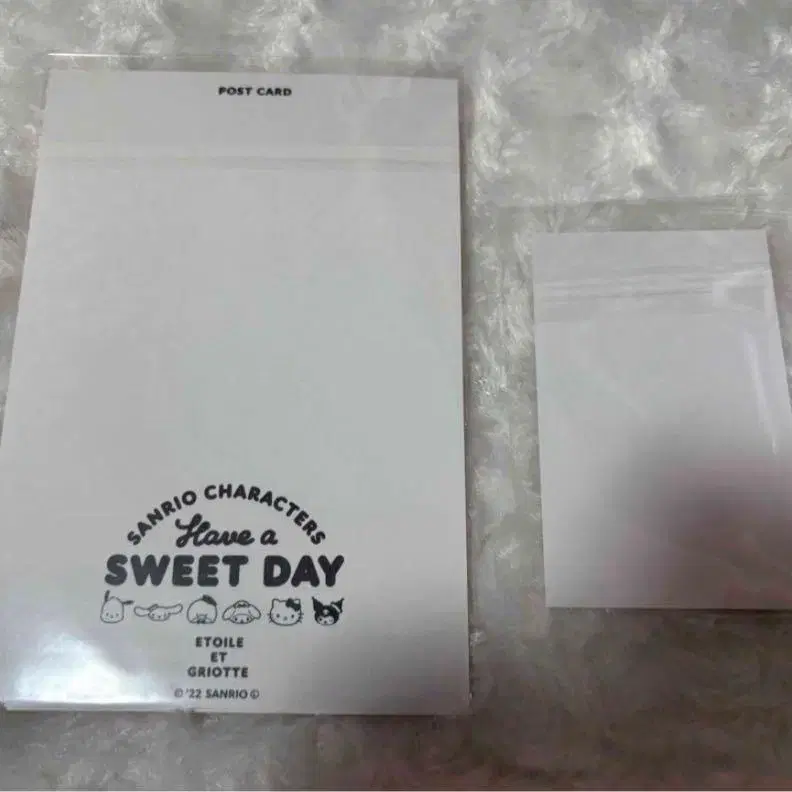 POST CARD
SANRIO CHARACTERS
Have a
SWEET DAY
ETOILE
ET
GRIOTTE
© '22 SANRIO ©